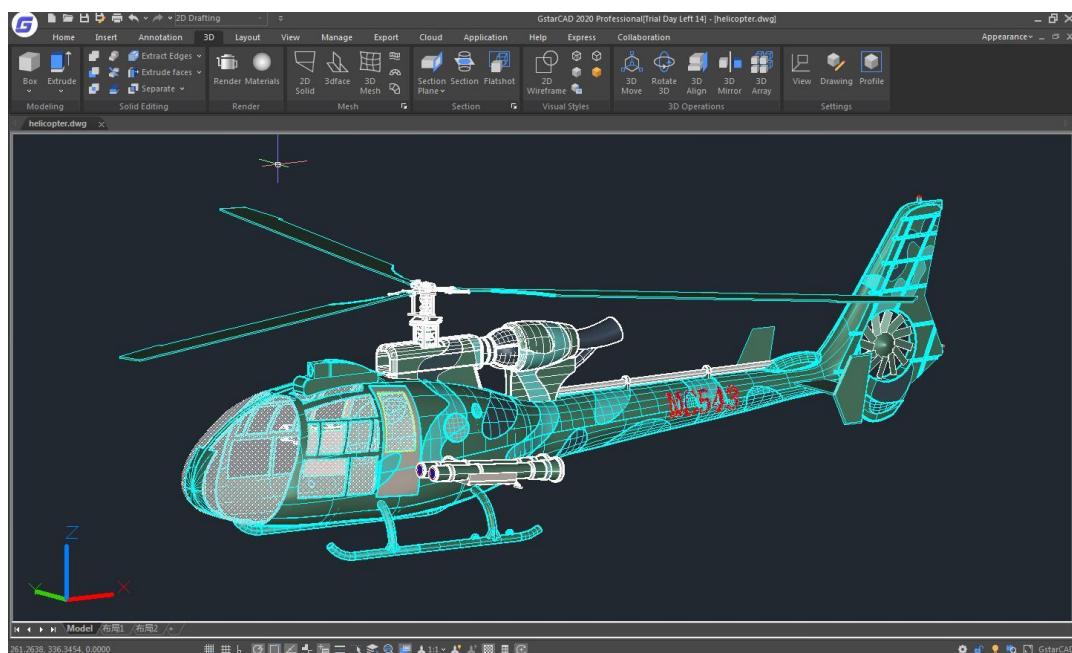 2D Drafting
GstarCAD 2020 Professional[Trial Day Left 14] - [helicopter.dwg]
Home Insert Annotation 3D Layout View Manage Export Cloud Application Help Express Collaboration Appearance
Box Extrude
Extract Edges
Extrude faces
Separate
Render Materials
2D Solid 3dface 3D Mesh
Section Plane Section Flatshot
2D Wireframe
3D Move Rotate 3D 3D Align 3D Mirror 3D Array
View Drawing Profile
Modeling Solid Editing Render Mesh Section Visual Styles 3D Operations Settings
helicopter.dwg
MC549
Z
Y X
Model 布局1 布局2 +
261.2638, 336.3454, 0.0000 1:1 GstarCAD